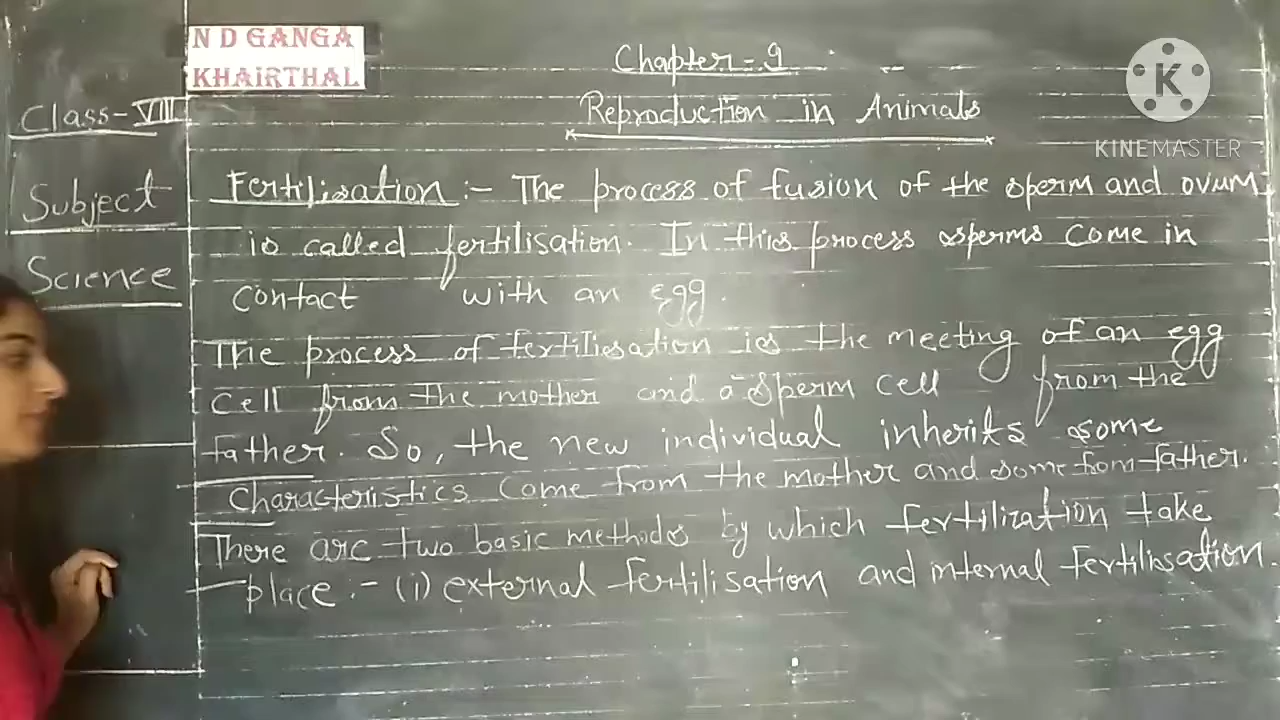 N D GANGA
KHAIRTHAL
Chapter - 9
K
KINEMASTER
Class-VIII
Reproduction in Animals
Subject
Science
Fertilisation :- The process of fusion of the sperm and ovum
is called fertilisation. In this process sperms come in
contact with an egg.
The process of fertilisation is the meeting of an egg
cell from the mother and a sperm cell from the
father. So, the new individual inherits some
characteristics come from the mother and some from father.
There are two basic methods by which fertilization take
place :- (i) external fertilisation and internal fertilisation.